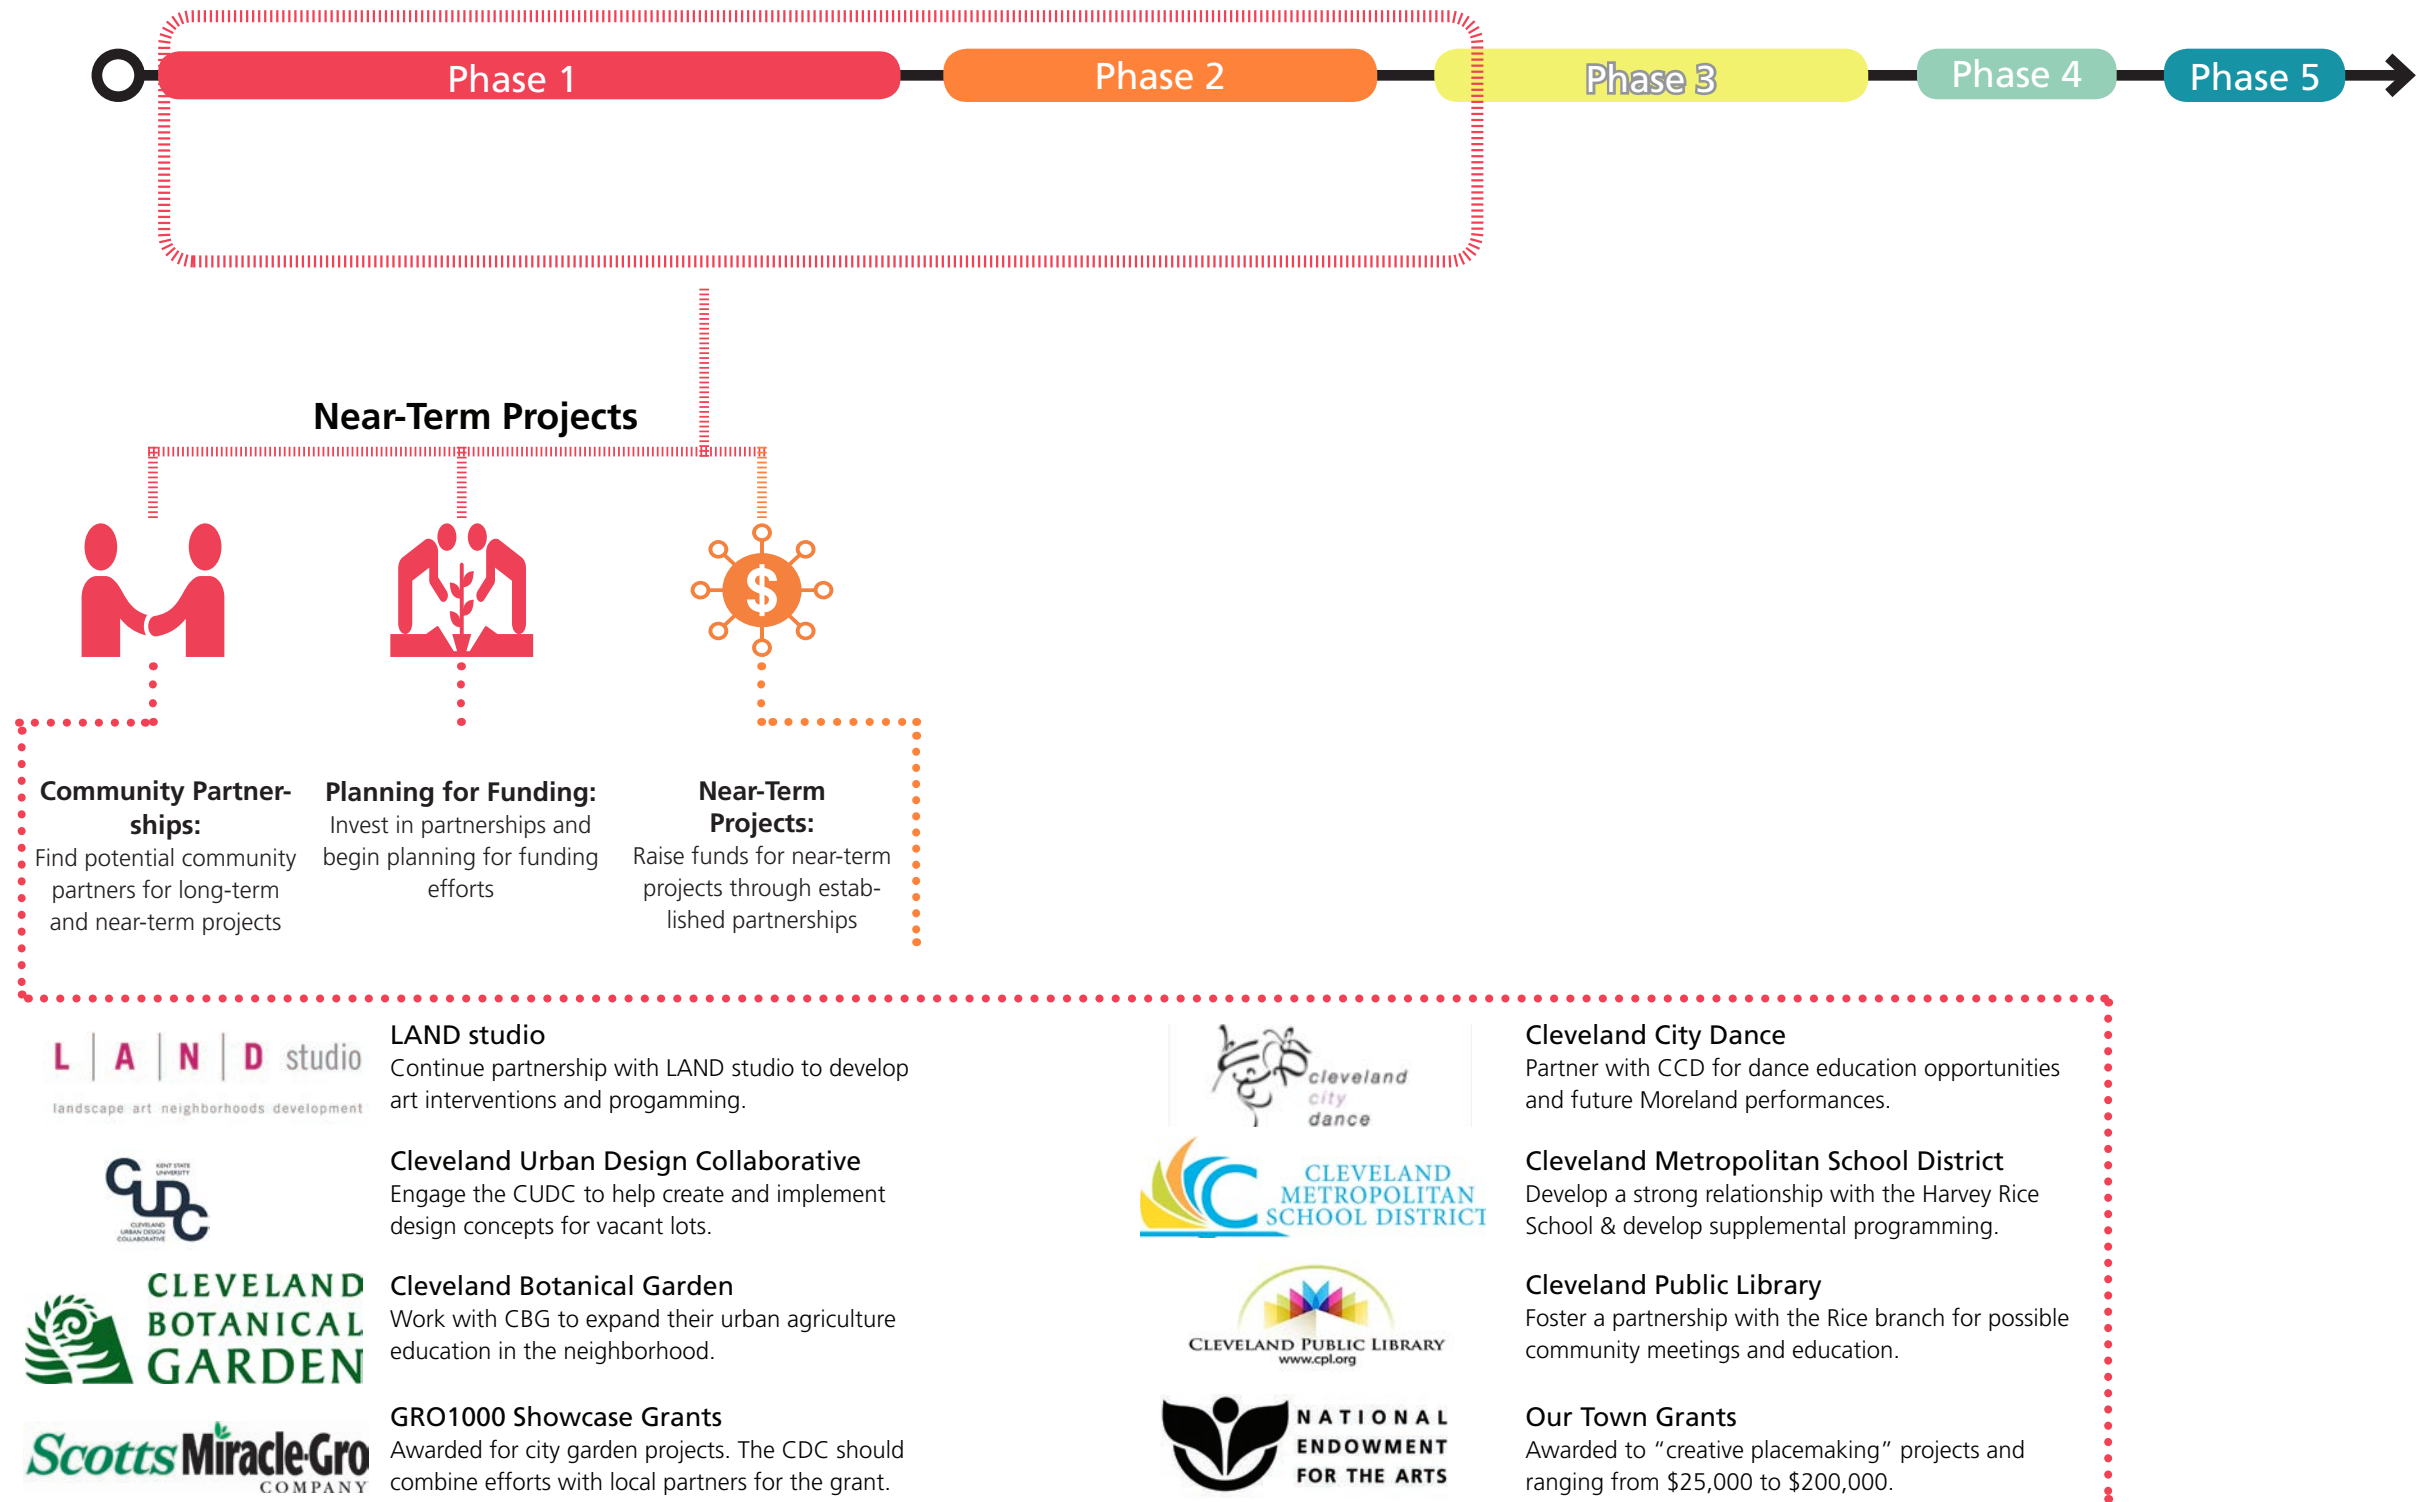 Phase 1
Phase 2
Phase 3
Phase 4
Phase 5
Near-Term Projects
$
Community Partner-
ships:
Find potential community
partners for long-term
and near-term projects
Planning for Funding:
Invest in partnerships and
begin planning for funding
efforts
Near-Term
Projects:
Raise funds for near-term
projects through estab-
lished partnerships
L | A | N | D studio
landscape art neighborhoods development
LAND studio
Continue partnership with LAND studio to develop
art interventions and progamming.
KENT STATE
UNIVERSITY
CUDC
CLEVELAND
URBAN DESIGN
COLLABORATIVE
Cleveland Urban Design Collaborative
Engage the CUDC to help create and implement
design concepts for vacant lots.
CLEVELAND
BOTANICAL
GARDEN
Cleveland Botanical Garden
Work with CBG to expand their urban agriculture
education in the neighborhood.
Scotts Miracle-Gro
COMPANY
GRO1000 Showcase Grants
Awarded for city garden projects. The CDC should
combine efforts with local partners for the grant.
cleveland
city
dance
Cleveland City Dance
Partner with CCD for dance education opportunities
and future Moreland performances.
CLEVELAND
METROPOLITAN
SCHOOL DISTRICT
Cleveland Metropolitan School District
Develop a strong relationship with the Harvey Rice
School & develop supplemental programming.
CLEVELAND PUBLIC LIBRARY
www.cpl.org
Cleveland Public Library
Foster a partnership with the Rice branch for possible
community meetings and education.
NATIONAL
ENDOWMENT
FOR THE ARTS
Our Town Grants
Awarded to “creative placemaking” projects and
ranging from $25,000 to $200,000.